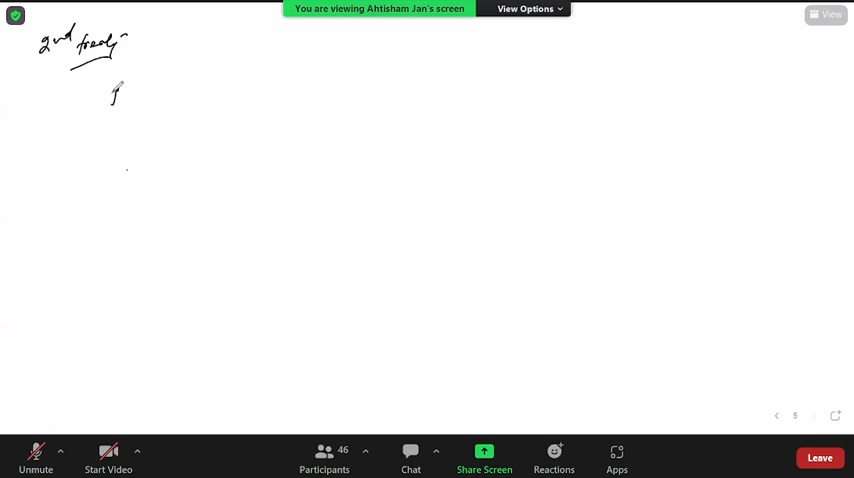 You are viewing Ahtisham Jan's screen View Options
View
2nd treaty
5
Unmute Start Video 46 Participants Chat Share Screen Reactions Apps Leave